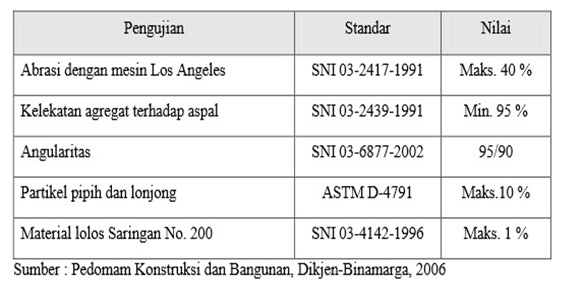 Pengujian Standar Nilai
Abrasi dengan mesin Los Angeles SNI 03-2417-1991 Maks. 40 %
Kelekatan agregat terhadap aspal SNI 03-2439-1991 Min. 95 %
Angularitas SNI 03-6877-2002 95/90
Partikel pipih dan lonjong ASTM D-4791 Maks.10 %
Material lolos Saringan No. 200 SNI 03-4142-1996 Maks. 1 %
Sumber : Pedomam Konstruksi dan Bangunan, Dikjen-Binamarga, 2006